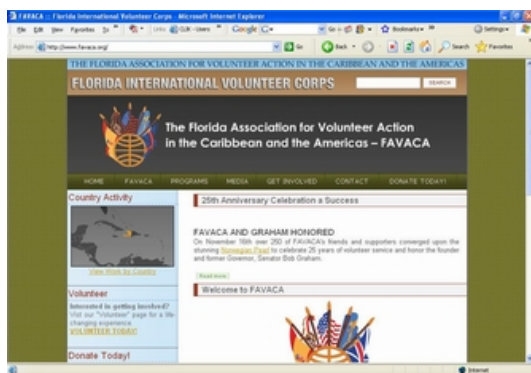 FAVACA :: Florida International Volunteer Corps - Microsoft Internet Explorer
File Edit View Favorites
Links Google Bookmarks Settings
Address http://www.favaca.org/ Go Back Search Favorites
THE FLORIDA ASSOCIATION FOR VOLUNTEER ACTION IN THE CARIBBEAN AND THE AMERICAS
FLORIDA INTERNATIONAL VOLUNTEER CORPS SEARCH
The Florida Association for Volunteer Action
in the Caribbean and the Americas – FAVACA
HOME FAVACA PROGRAMS MEDIA GET INVOLVED CONTACT DONATE TODAY!
Country Activity
View Work by Country
Volunteer
Interested in getting involved?
Visit our "Volunteer" page for a life-
changing experience.
VOLUNTEER TODAY!
Donate Today!
25th Anniversary Celebration a Success
FAVACA AND GRAHAM HONORED
On November 16th over 250 of FAVACA's friends and supporters converged upon the
stunning Norwegian Pearl to celebrate 25 years of volunteer service and honor the founder
and former Governor, Senator Bob Graham.
Read more
Welcome to FAVACA
Internet